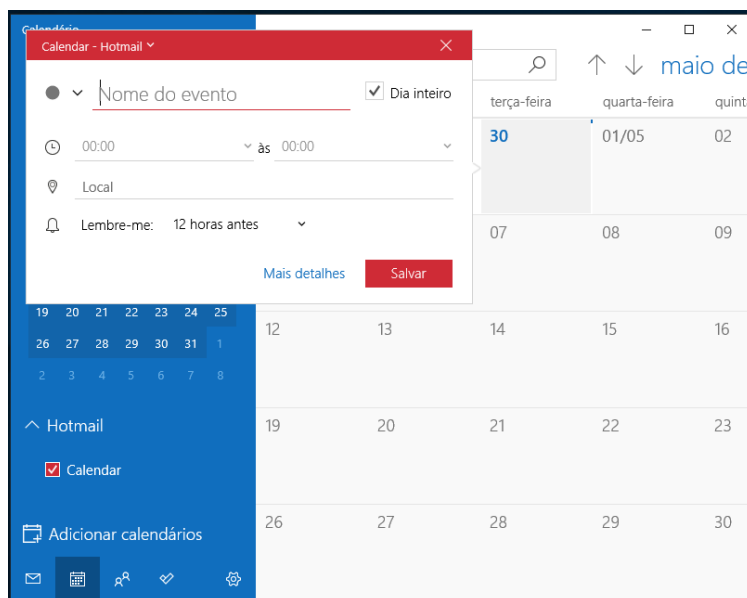 Calendário
Calendar - Hotmail
Nome do evento
Dia inteiro
00:00 às 00:00
Local
Lembre-me: 12 horas antes
Mais detalhes Salvar
maio de
terça-feira quarta-feira quint
30 01/05 02
07 08 09
12 13 14 15 16
19 20 21 22 23
26 27 28 29 30
19 20 21 22 23 24 25
26 27 28 29 30 31 1
2 3 4 5 6 7 8
Hotmail
Calendar
Adicionar calendários